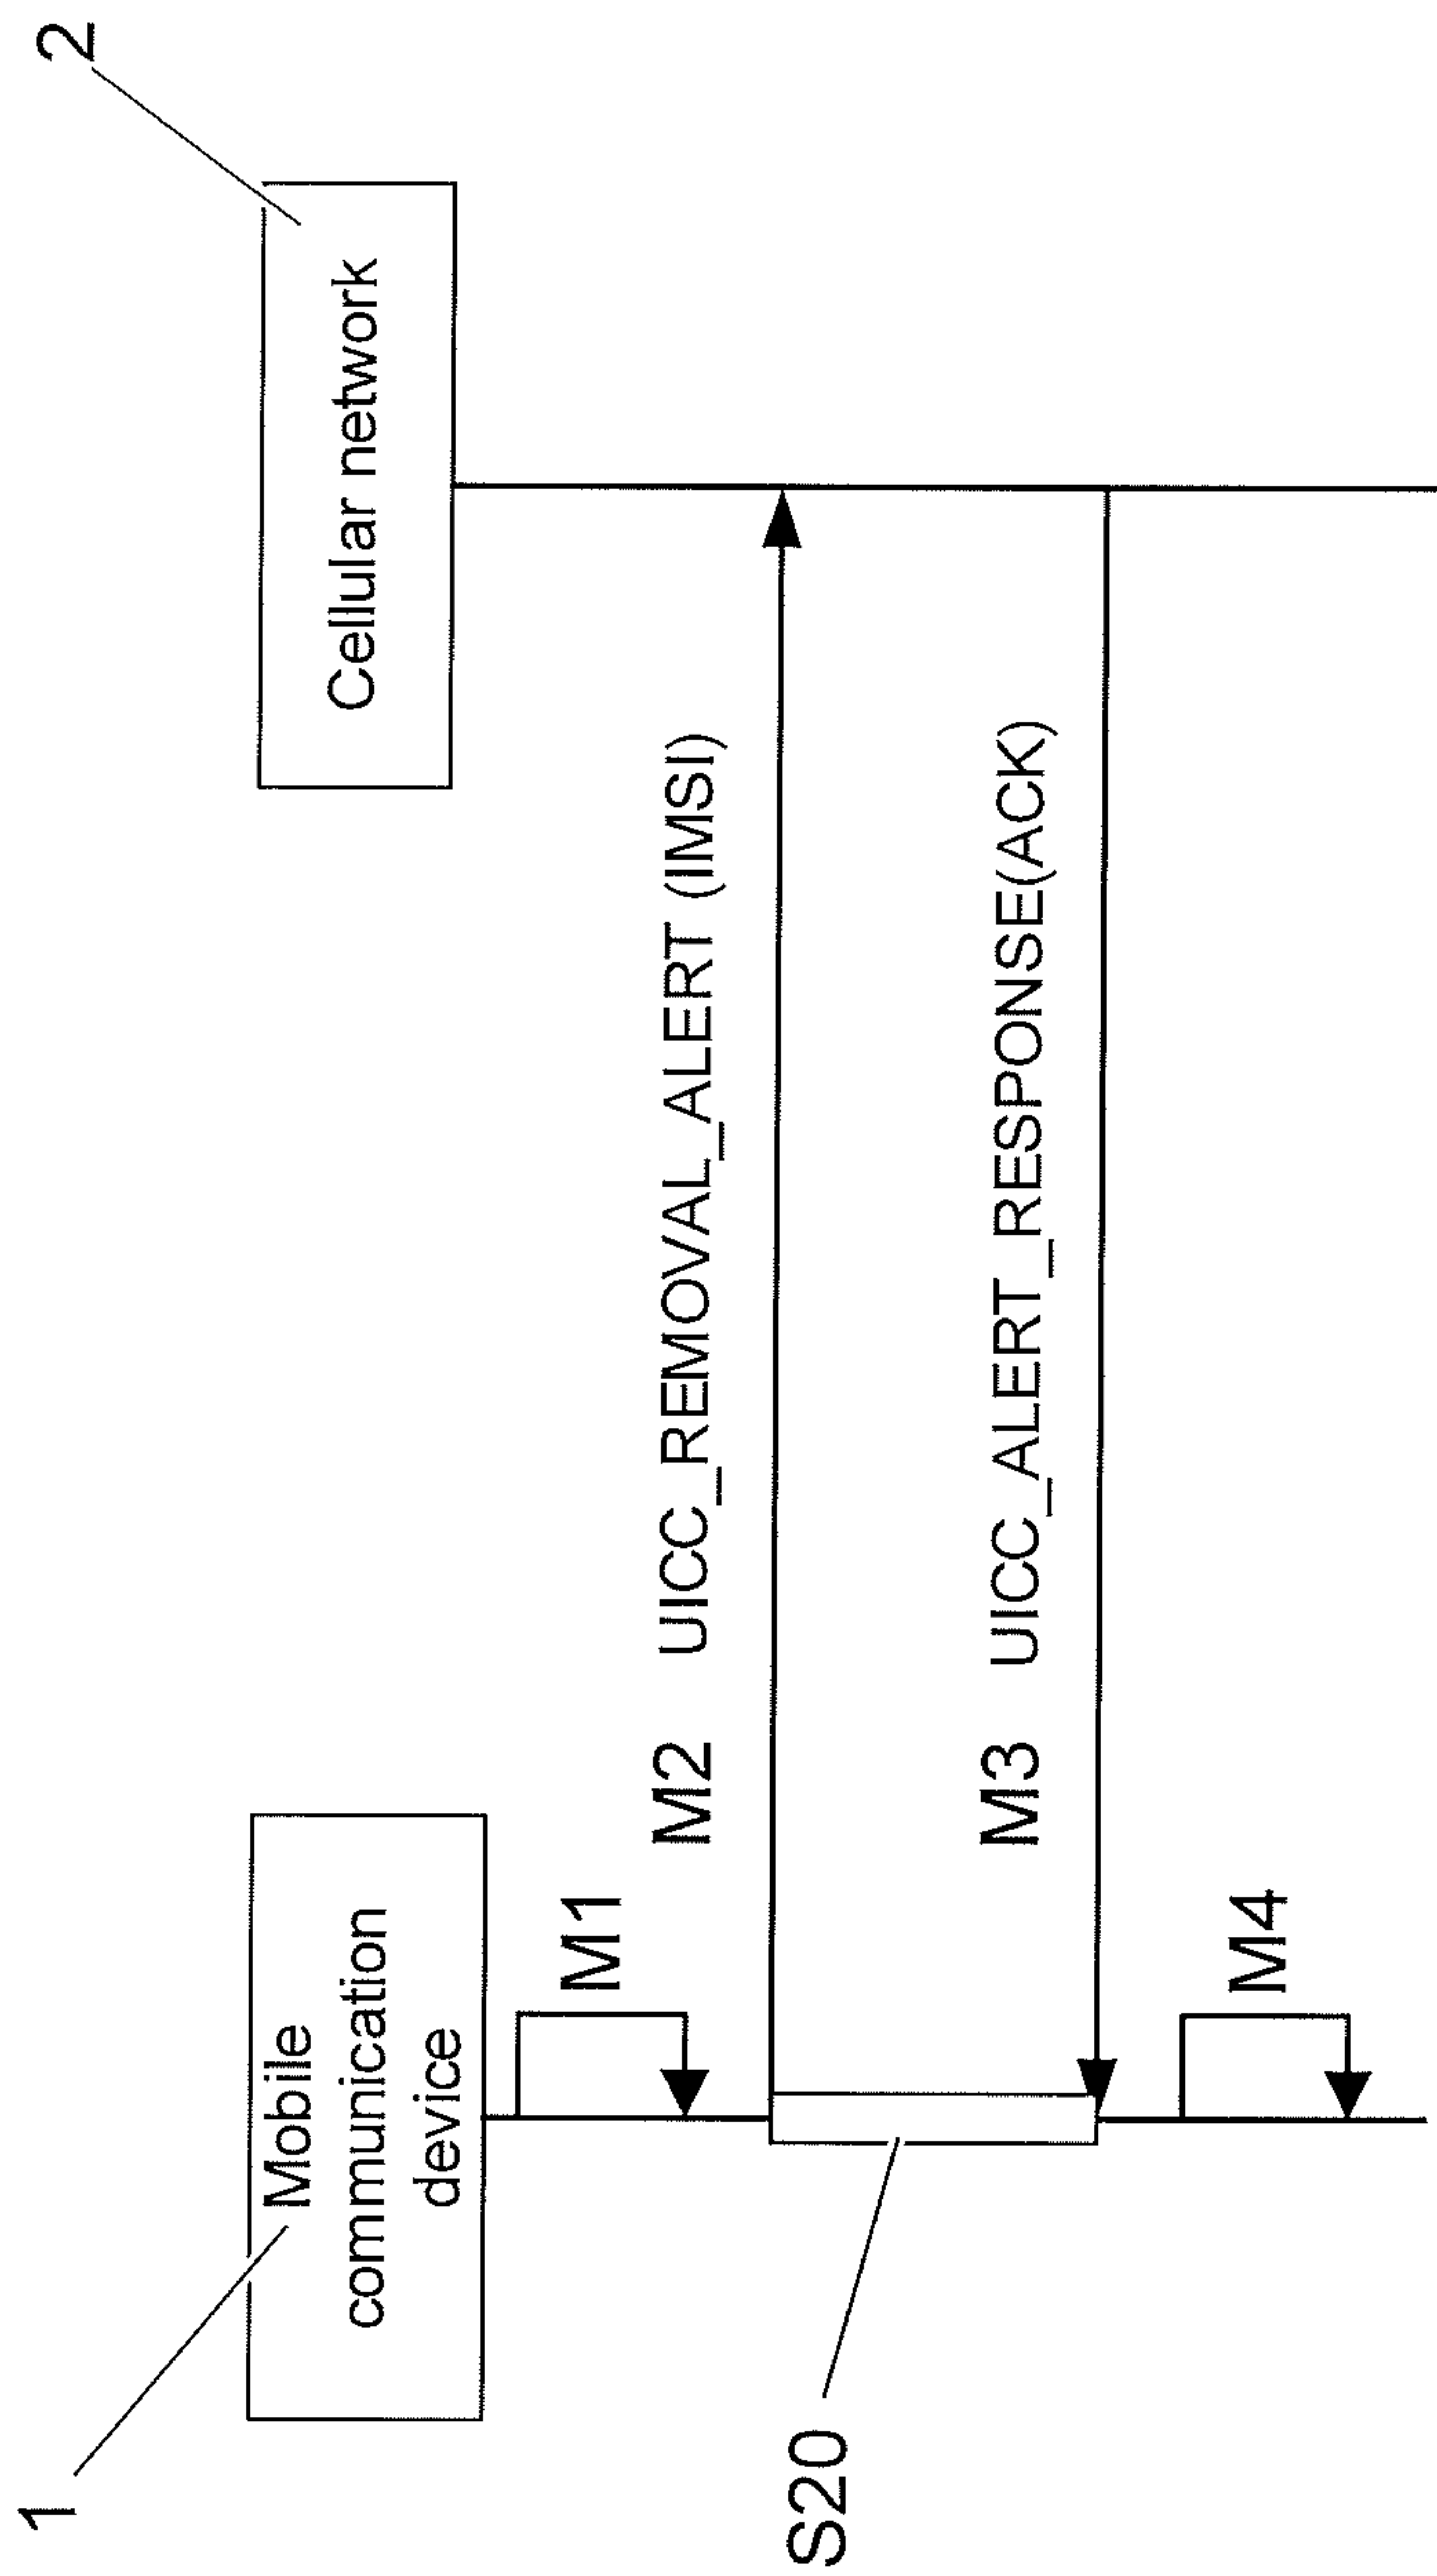 1
2
Mobile
communication
device
Cellular network
M1
M2 UICC_REMOVAL_ALERT (IMSI)
S20
M3 UICC_ALERT_RESPONSE(ACK)
M4